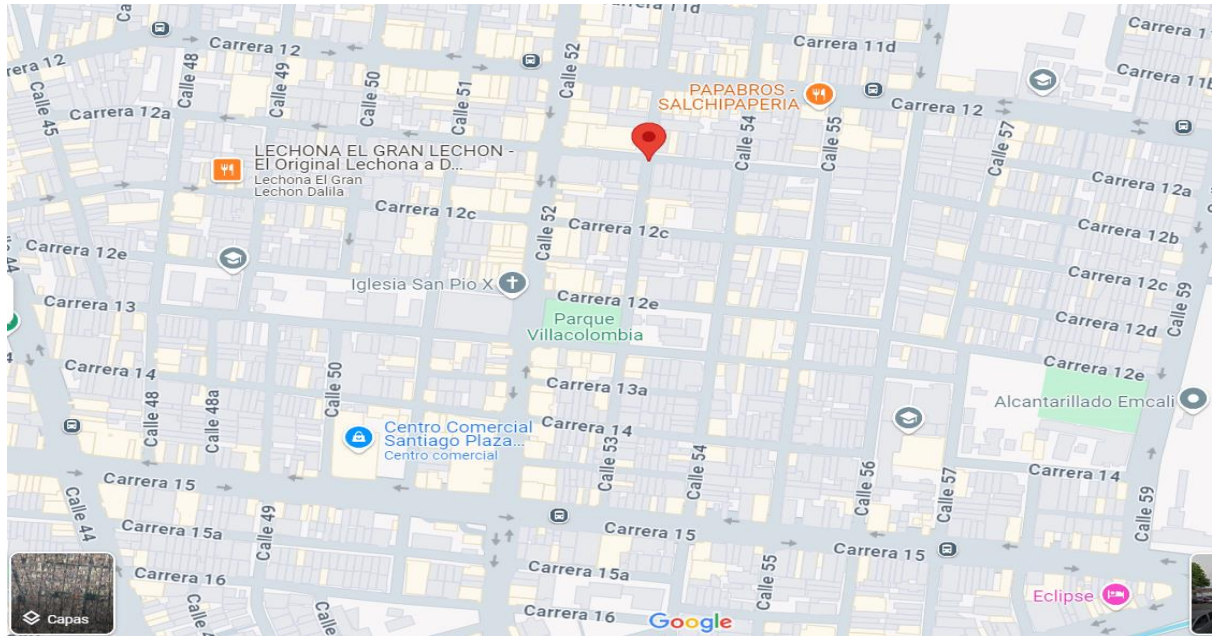 Carrera 11d
Carrera 12
Calle 48
Calle 49
Calle 50
Calle 51
Calle 52
Carrera 11d
Carrera 11b
Calle 45
Carrera 12a
PAPABROS -
SALCHIPAPERIA
Carrera 12
Calle 54
Calle 55
Calle 57
LECHONA EL GRAN LECHON -
El Original Lechona a D...
Lechona El Gran
Lechon Dalila
Carrera 12a
Carrera 12c
Calle 52
Carrera 12c
Carrera 12b
Carrera 12e
Carrera 12c
Iglesia San Pio X
Carrera 12e
Calle 59
Carrera 13
Parque
Villacolombia
Carrera 12d
Carrera 14
Calle 50
Carrera 13a
Carrera 12e
Alcantarillado Emcali
Calle 48
Calle 48a
Centro Comercial
Santiago Plaza...
Centro comercial
Carrera 14
Calle 53
Calle 54
Calle 56
Calle 57
Carrera 14
Calle 59
Carrera 15
Calle 44
Calle 49
Carrera 15a
Carrera 15
Carrera 15
Carrera 16
Carrera 15a
Calle 55
Eclipse
Carrera 16
Google
Capas